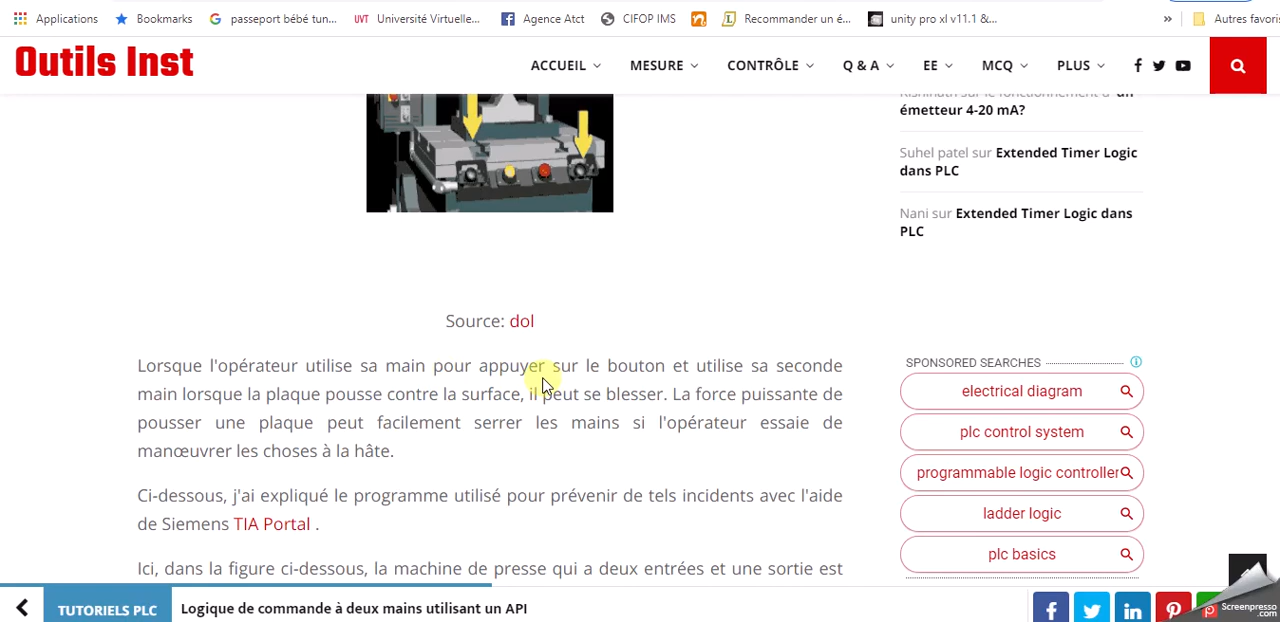 Applications Bookmarks passeport bébé tun... UVT Université Virtuelle... Agence Atct CIFOP IMS Recommander un é... unity pro xl v11.1 &... » Autres favoris
Outils Inst ACCUEIL MESURE CONTRÔLE Q & A EE MCQ PLUS
émetteur 4-20 mA?
Suhel patel sur Extended Timer Logic
dans PLC
Nani sur Extended Timer Logic dans
PLC
Source: dol
Lorsque l'opérateur utilise sa main pour appuyer sur le bouton et utilise sa seconde
main lorsque la plaque pousse contre la surface, il peut se blesser. La force puissante de
pousser une plaque peut facilement serrer les mains si l'opérateur essaie de
manœuvrer les choses à la hâte.
Ci-dessous, j'ai expliqué le programme utilisé pour prévenir de tels incidents avec l'aide
de Siemens TIA Portal .
Ici, dans la figure ci-dessous, la machine de presse qui a deux entrées et une sortie est
SPONSORED SEARCHES
electrical diagram
plc control system
programmable logic controller
ladder logic
plc basics
TUTORIELS PLC Logique de commande à deux mains utilisant un API
Screenpresso
.com